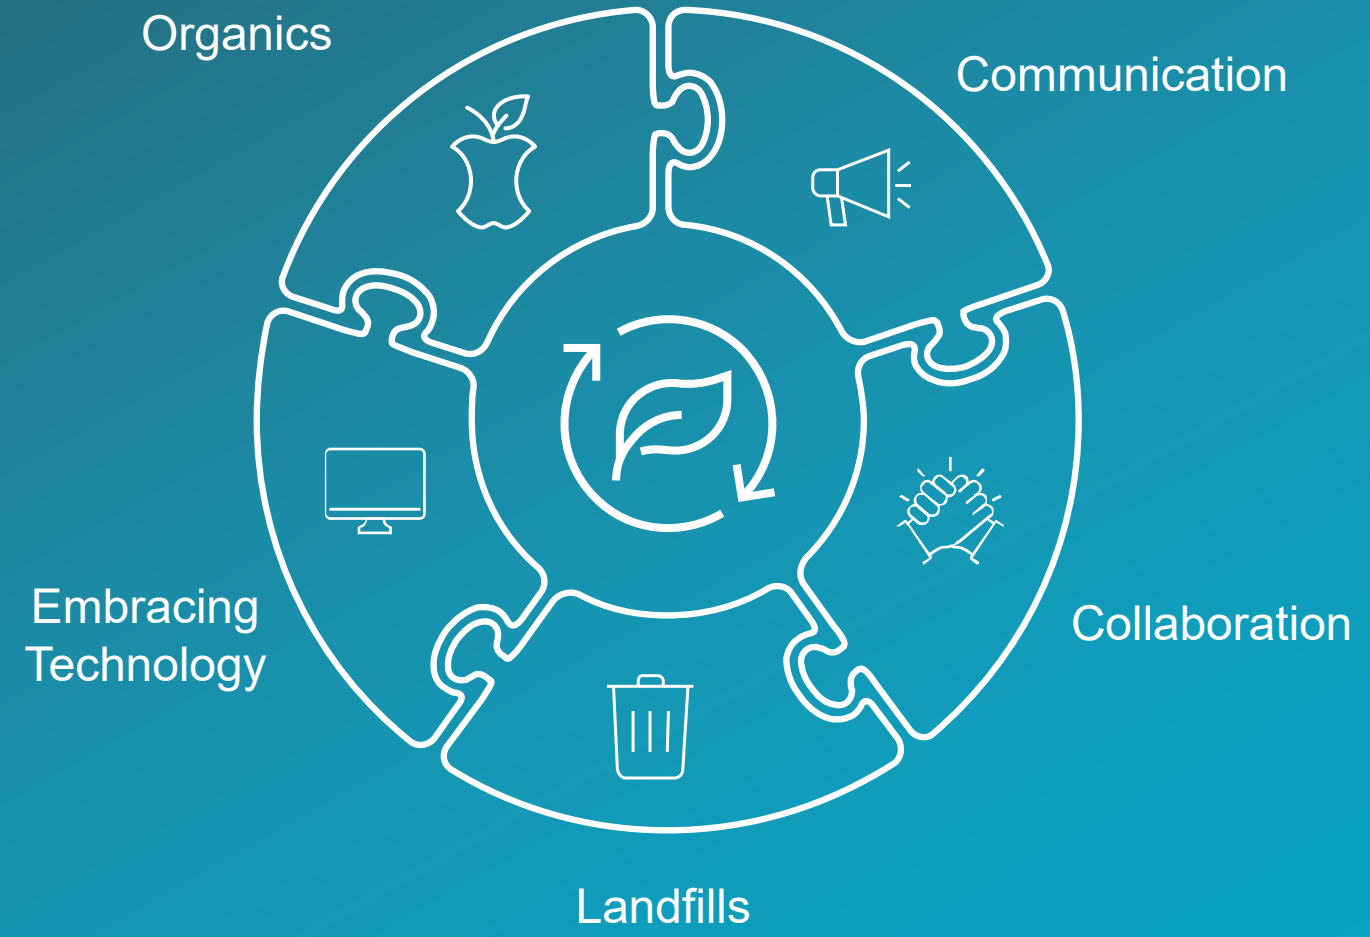 Organics
Communication
Embracing
Technology
Collaboration
Landfills